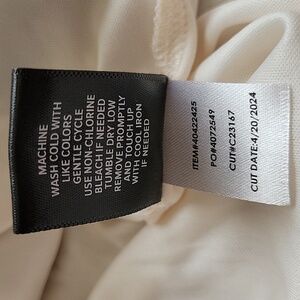 MACHINE
WASH COLD WITH
LIKE COLORS
GENTLE CYCLE
USE NON-CHLORINE
BLEACH IF NEEDED
TUMBLE DRY LOW
REMOVE PROMPTLY
AND TOUCH UP
WITH COOL IRON
IF NEEDED
ITEM#40422425
PO#4072549
CUT#C23167
CUT DATE:4/20/2024